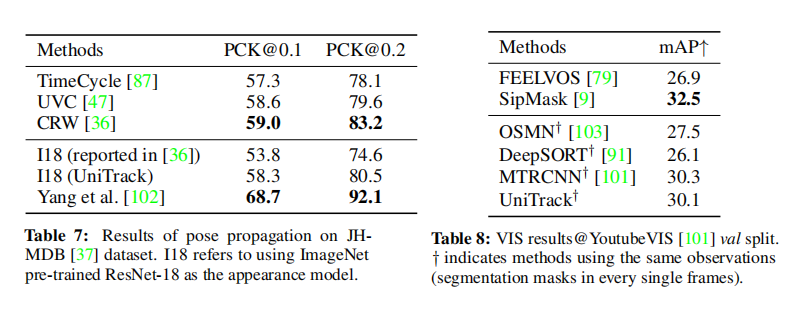 Methods PCK@0.1 PCK@0.2
TimeCycle [87] 57.3 78.1
UVC [47] 58.6 79.6
CRW [36] 59.0 83.2
I18 (reported in [36]) 53.8 74.6
I18 (UniTrack) 58.3 80.5
Yang et al. [102] 68.7 92.1
Table 7: Results of pose propagation on JH-
MDB [37] dataset. I18 refers to using ImageNet
pre-trained ResNet-18 as the appearance model.
Methods mAP↑
FEELVOS [79] 26.9
SipMask [9] 32.5
OSMN† [103] 27.5
DeepSORT† [91] 26.1
MTRCNN† [101] 30.3
UniTrack† 30.1
Table 8: VIS results@YoutubeVIS [101] val split.
† indicates methods using the same observations
(segmentation masks in every single frames).